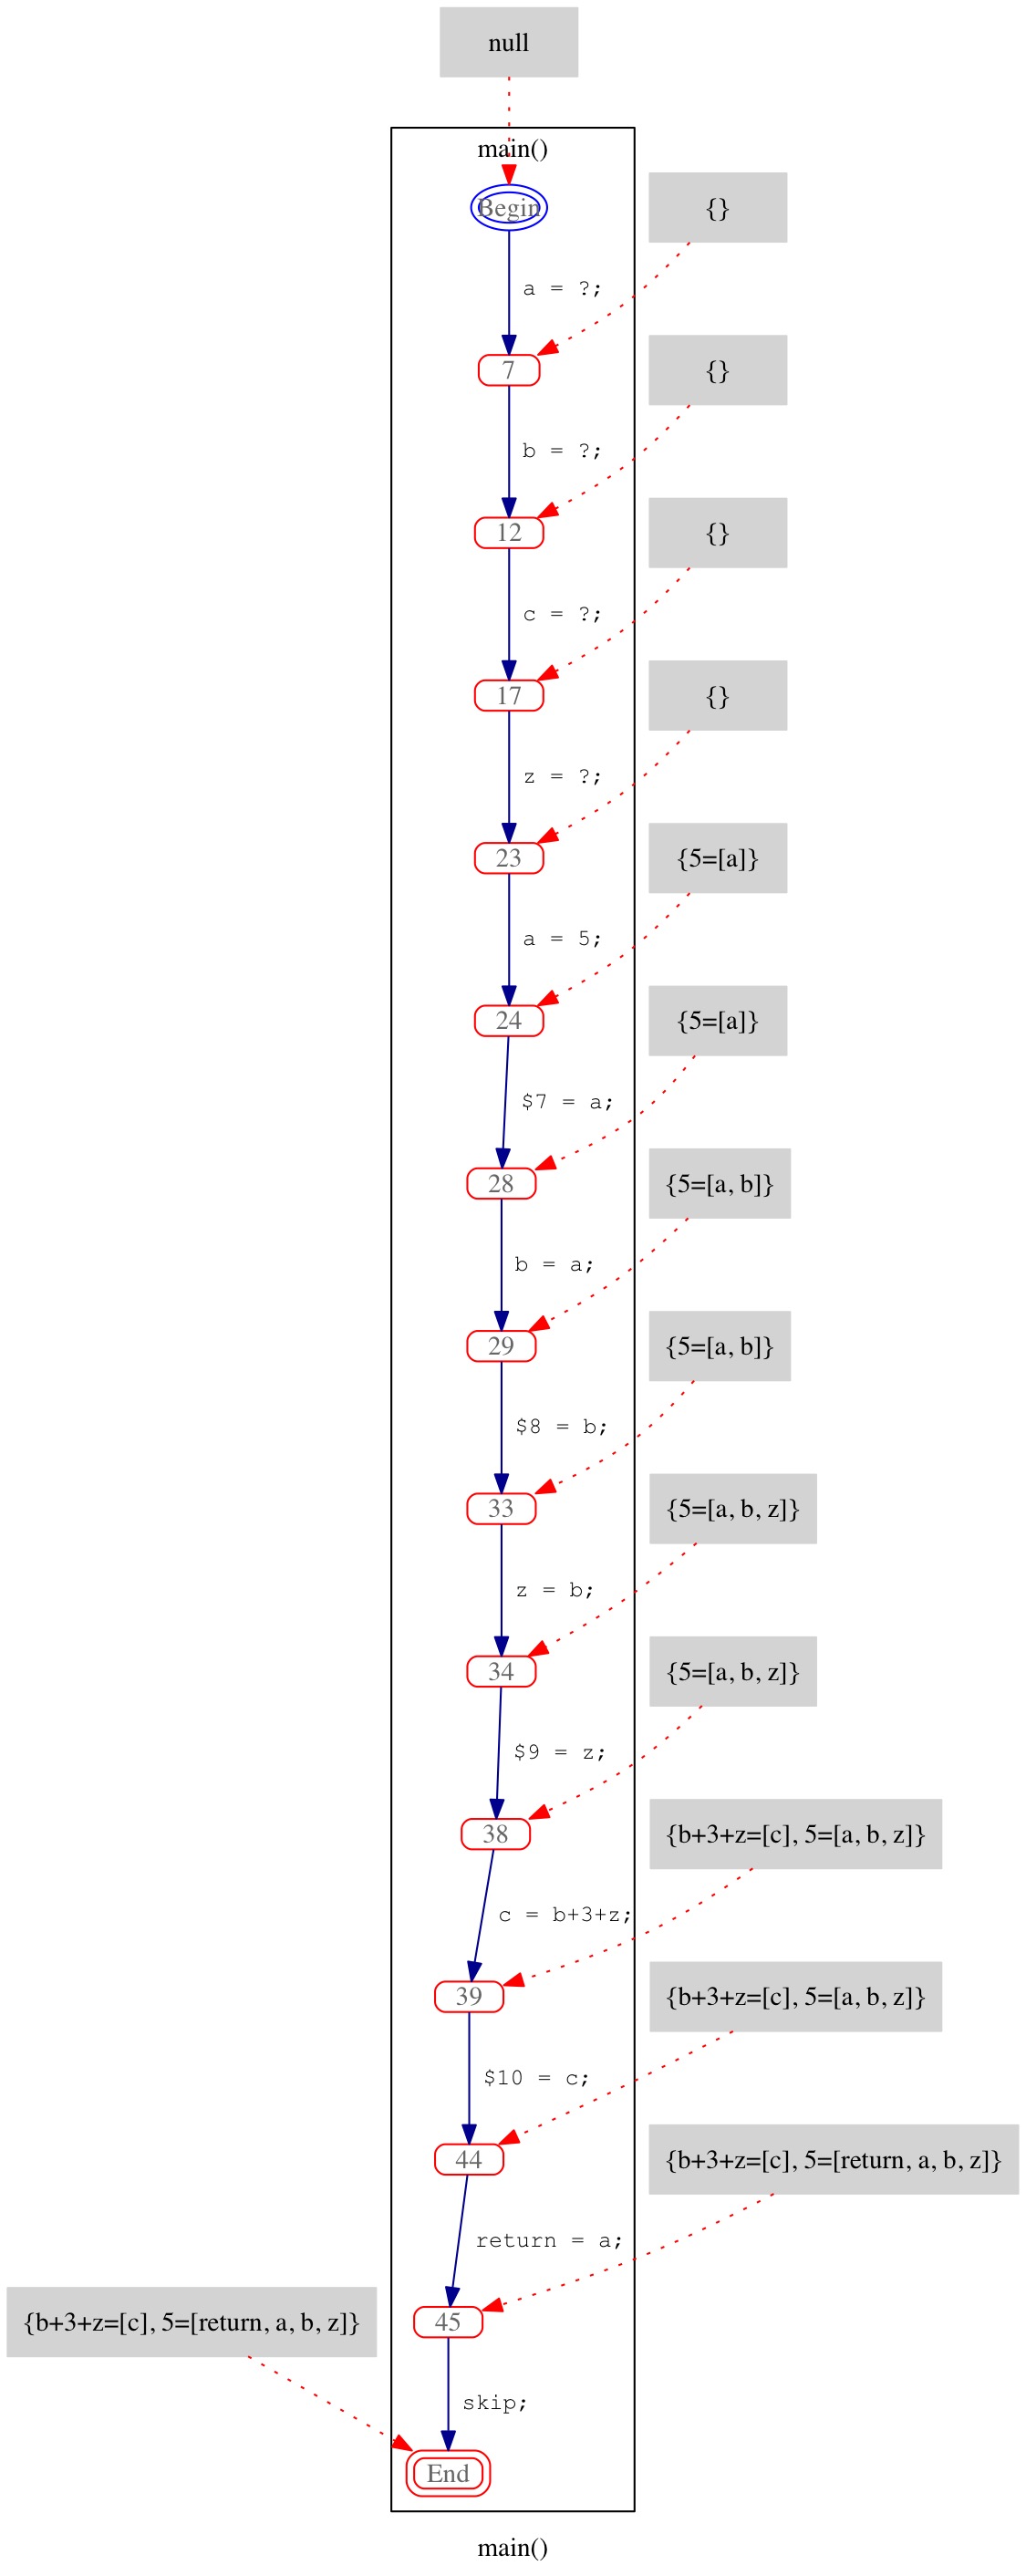 null
main()
Begin
{}
a = ?;
7
{}
b = ?;
12
{}
c = ?;
17
{}
z = ?;
23
{5=[a]}
a = 5;
24
{5=[a]}
$7 = a;
28
{5=[a, b]}
b = a;
29
{5=[a, b]}
$8 = b;
33
{5=[a, b, z]}
z = b;
34
{5=[a, b, z]}
$9 = z;
38
{b+3+z=[c], 5=[a, b, z]}
c = b+3+z;
39
{b+3+z=[c], 5=[a, b, z]}
$10 = c;
44
{b+3+z=[c], 5=[return, a, b, z]}
return = a;
45
{b+3+z=[c], 5=[return, a, b, z]}
skip;
End
main()